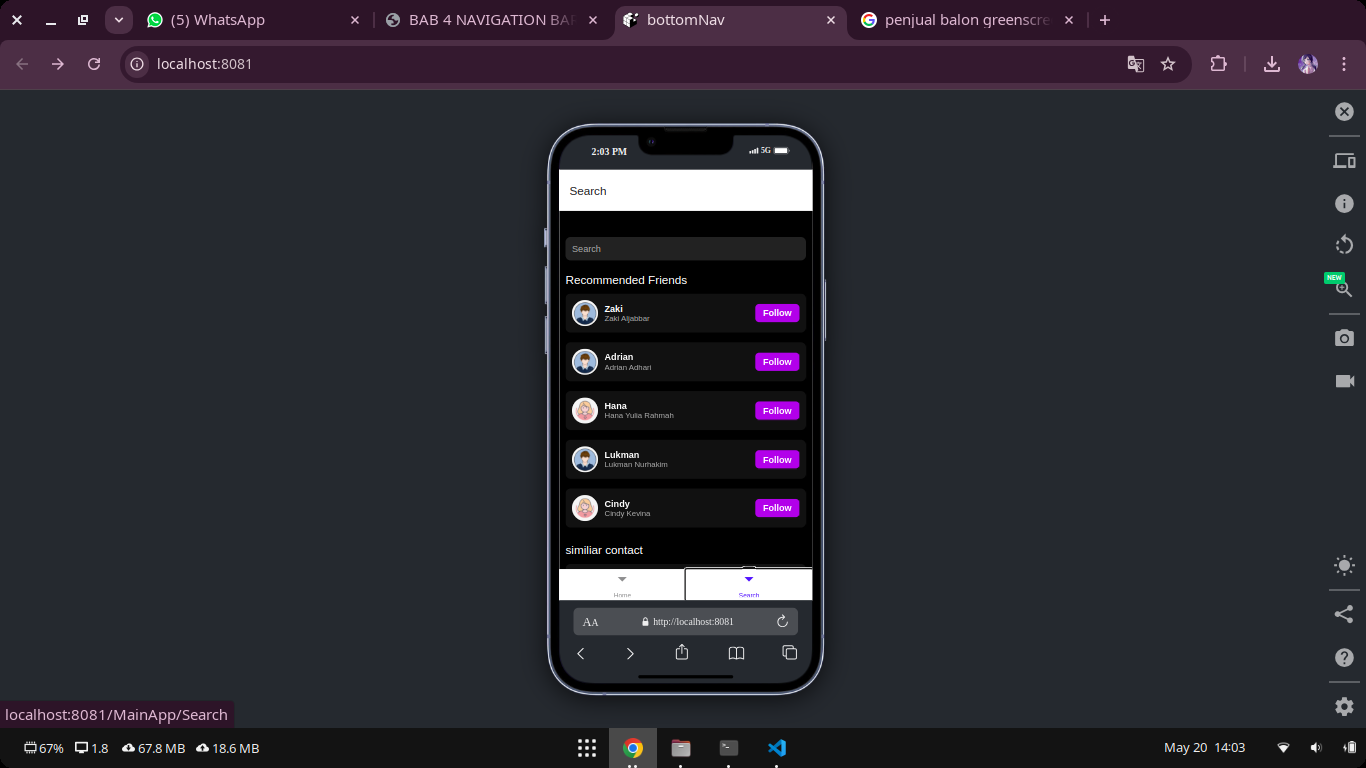 (5) WhatsApp
BAB 4 NAVIGATION BA
bottomNav
penjual balon greenscre
localhost:8081
NEW
2:03 PM
5G
Search
Search
Recommended Friends
Zaki
Zaki Aljabbar
Follow
Adrian
Adrian Adhari
Follow
Hana
Hana Yulia Rahmah
Follow
Lukman
Lukman Nurhakim
Follow
Cindy
Cindy Kevina
Follow
similiar contact
Home
Search
AA
http://localhost:8081
localhost:8081/MainApp/Search
67%
1.8
67.8 MB
18.6 MB
May 20 14:03